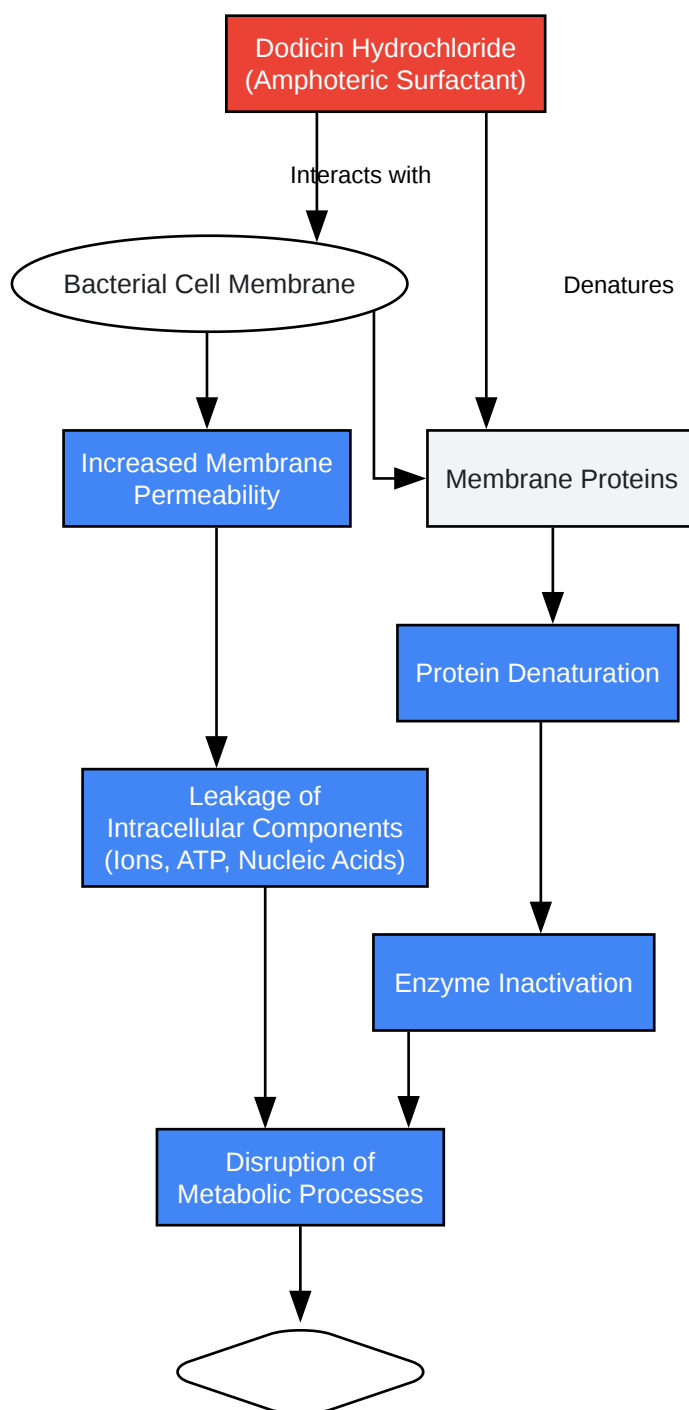 Dodicin Hydrochloride
(Amphoteric Surfactant)
Interacts with
Bacterial Cell Membrane
Denatures
Increased Membrane
Permeability
Membrane Proteins
Protein Denaturation
Leakage of
Intracellular Components
(Ions, ATP, Nucleic Acids)
Enzyme Inactivation
Disruption of
Metabolic Processes